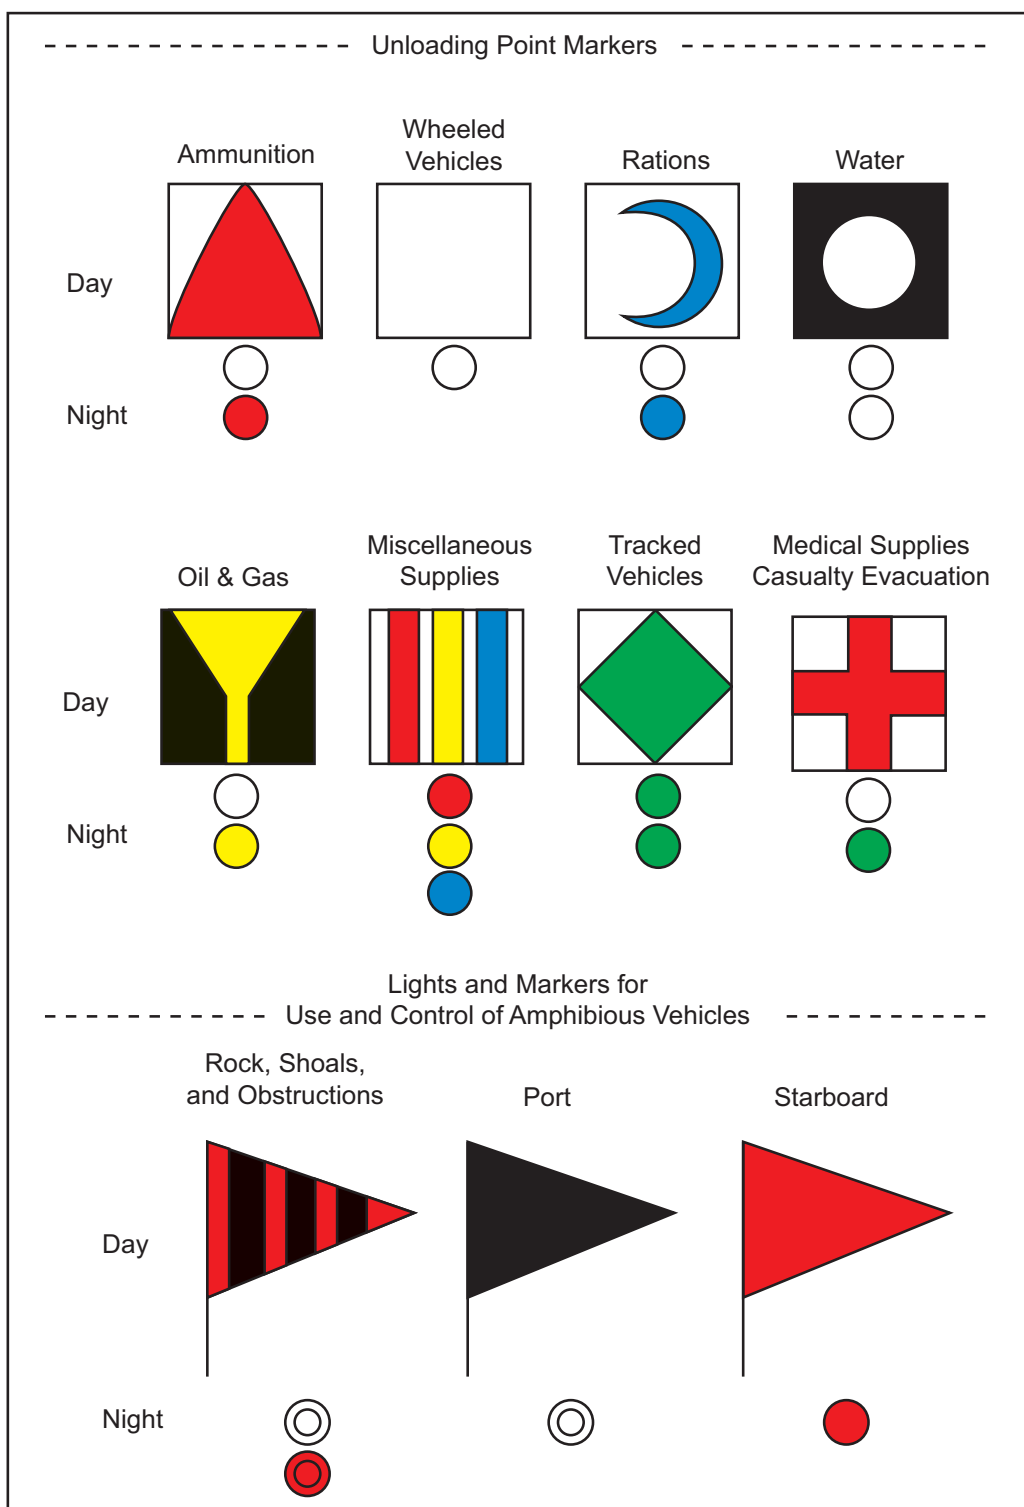 Unloading Point Markers
Ammunition
Wheeled
Vehicles
Rations
Water
Day
Night
Oil & Gas
Miscellaneous
Supplies
Tracked
Vehicles
Medical Supplies
Casualty Evacuation
Day
Night
Lights and Markers for
Use and Control of Amphibious Vehicles
Rock, Shoals,
and Obstructions
Port
Starboard
Day
Night